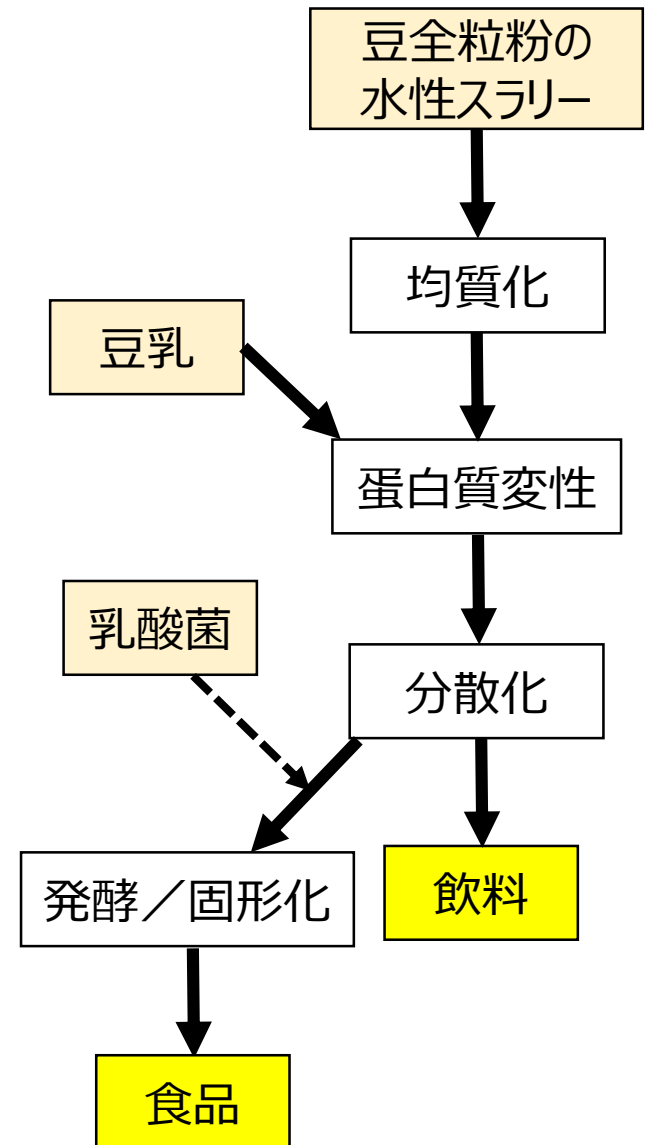 豆全粒粉の
水性スラリー
均質化
豆乳
蛋白質変性
乳酸菌
分散化
発酵／固形化
飲料
食品